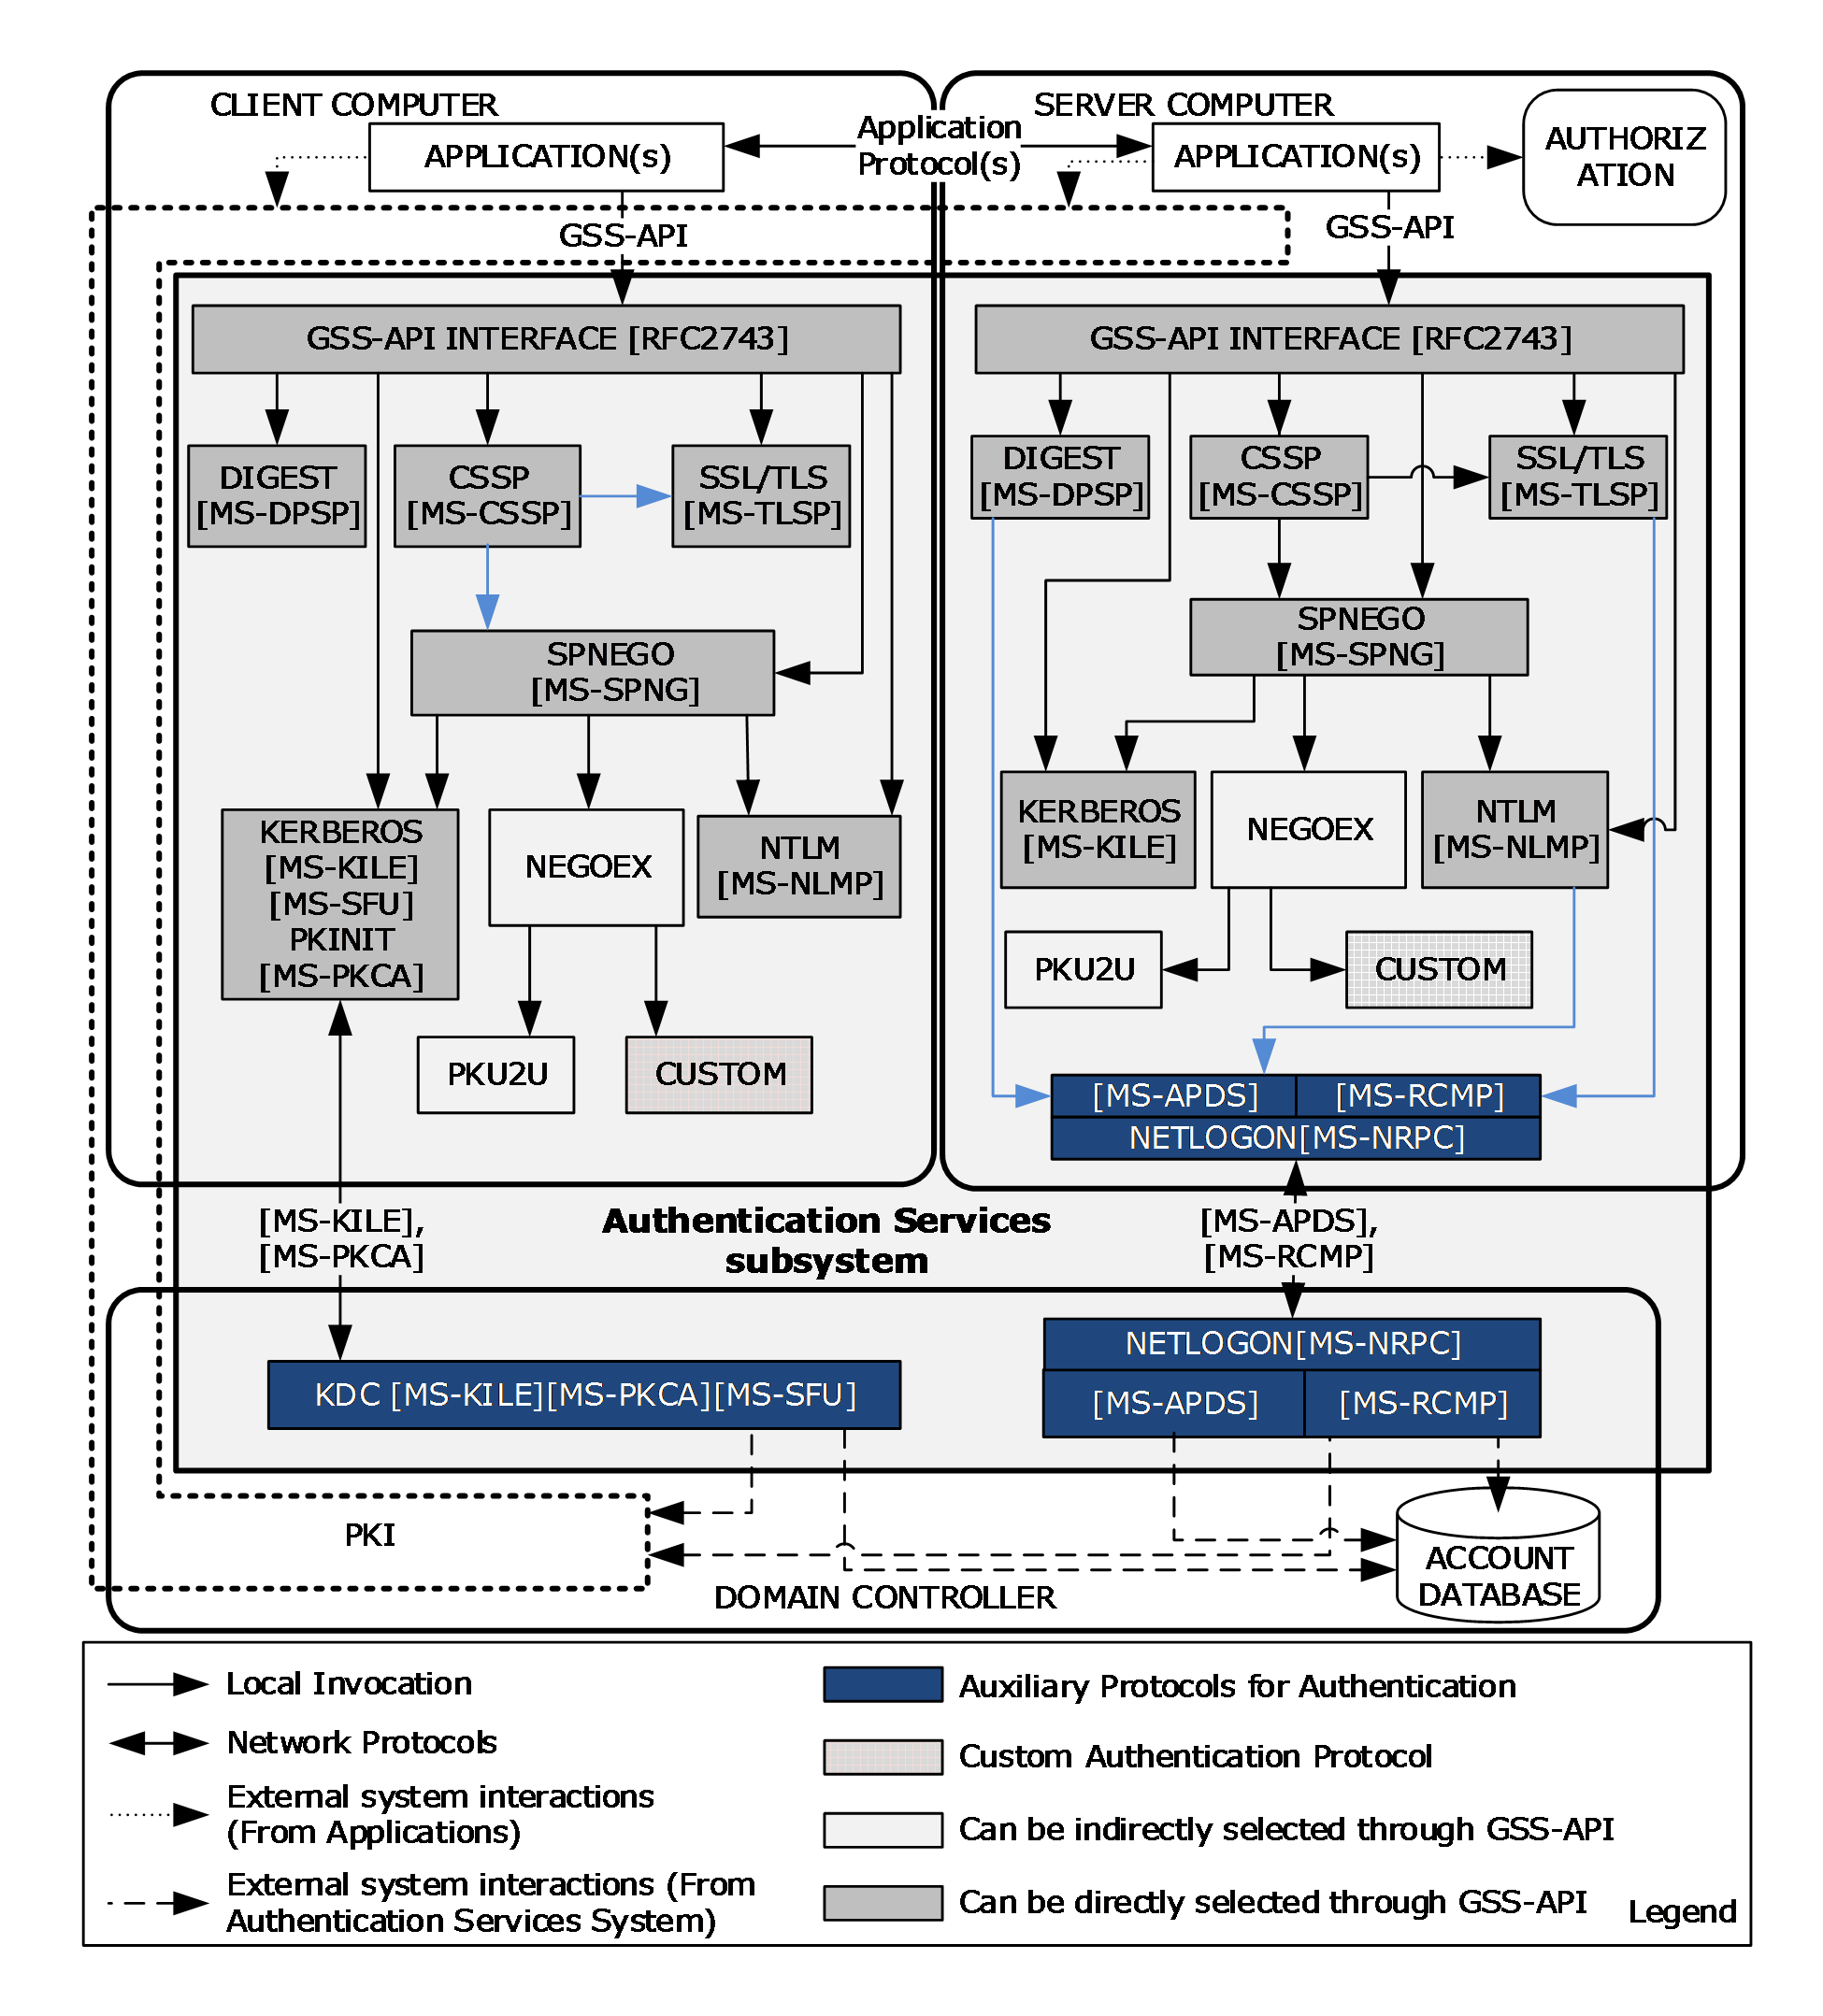 CLIENT COMPUTER
APPLICATION(s)
Application
Protocol(s)
SERVER COMPUTER
APPLICATION(s)
AUTHORIZ
ATION
GSS-API
GSS-API
GSS-API INTERFACE [RFC2743]
DIGEST
[MS-DPSP]
CSSP
[MS-CSSP]
SSL/TLS
[MS-TLSP]
SPNEGO
[MS-SPNG]
KERBEROS
[MS-KILE]
[MS-SFU]
PKINIT
[MS-PKCA]
NEGOEX
NTLM
[MS-NLMP]
PKU2U
CUSTOM
GSS-API INTERFACE [RFC2743]
DIGEST
[MS-DPSP]
CSSP
[MS-CSSP]
SSL/TLS
[MS-TLSP]
SPNEGO
[MS-SPNG]
KERBEROS
[MS-KILE]
NEGOEX
NTLM
[MS-NLMP]
PKU2U
CUSTOM
[MS-APDS]
[MS-RCMP]
NETLOGON[MS-NRPC]
[MS-KILE],
[MS-PKCA]
Authentication Services
subsystem
[MS-APDS],
[MS-RCMP]
KDC [MS-KILE][MS-PKCA][MS-SFU]
NETLOGON[MS-NRPC]
[MS-APDS]
[MS-RCMP]
PKI
DOMAIN CONTROLLER
ACCOUNT
DATABASE
Local Invocation
Network Protocols
External system interactions
(From Applications)
External system interactions (From
Authentication Services System)
Auxiliary Protocols for Authentication
Custom Authentication Protocol
Can be indirectly selected through GSS-API
Can be directly selected through GSS-API
Legend